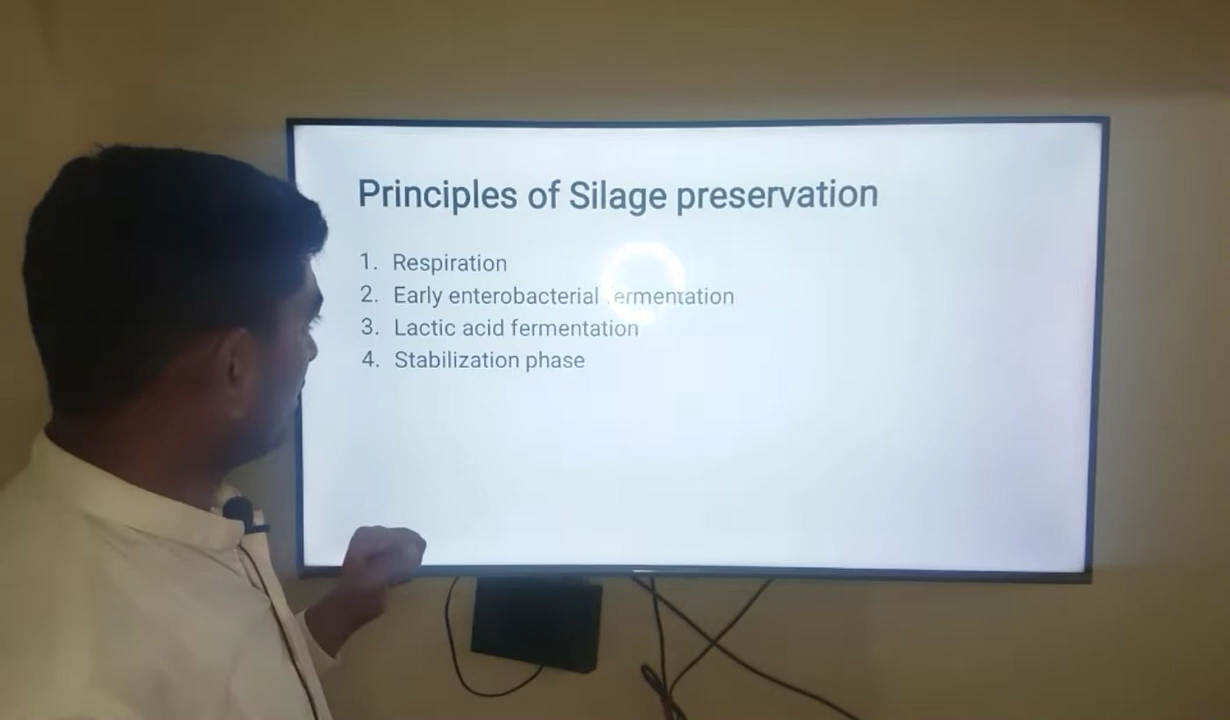 Principles of Silage preservation
1. Respiration
2. Early enterobacterial fermentation
3. Lactic acid fermentation
4. Stabilization phase